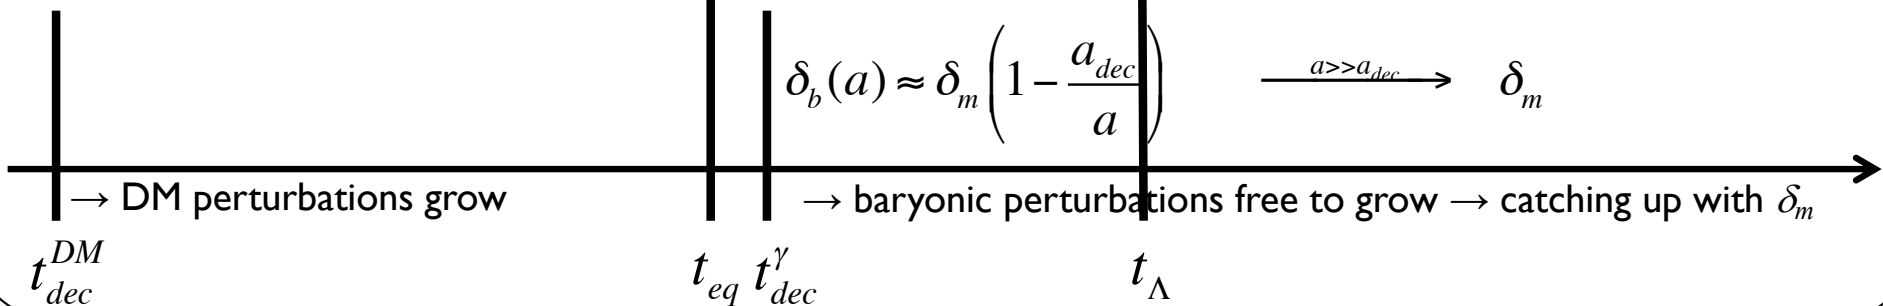 δ_b(a) ≈ δ_m (1 − a_dec / a) a>>a_dec → δ_m
→ DM perturbations grow → baryonic perturbations free to grow → catching up with δ_m
t_dec^DM t_eq t_dec^γ t_Λ